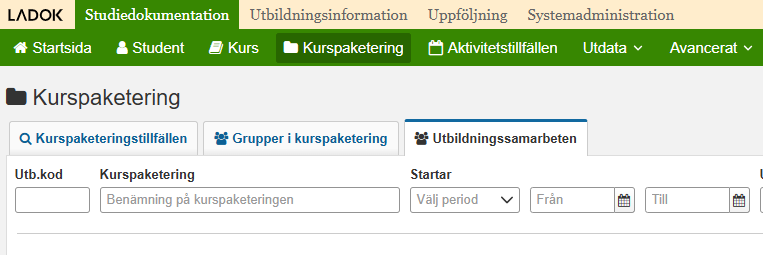 LADOK Studiedokumentation Utbildningsinformation Uppföljning Systemadministration
Startsida Student Kurs Kurspaketering Aktivitetstillfällen Utdata Avancerat
Kurspaketering
Kurspaketeringstillfällen Grupper i kurspaketering Utbildningssamarbeten
Utb.kod Kurspaketering Startar
Benämning på kurspaketeringen Välj period Från Till